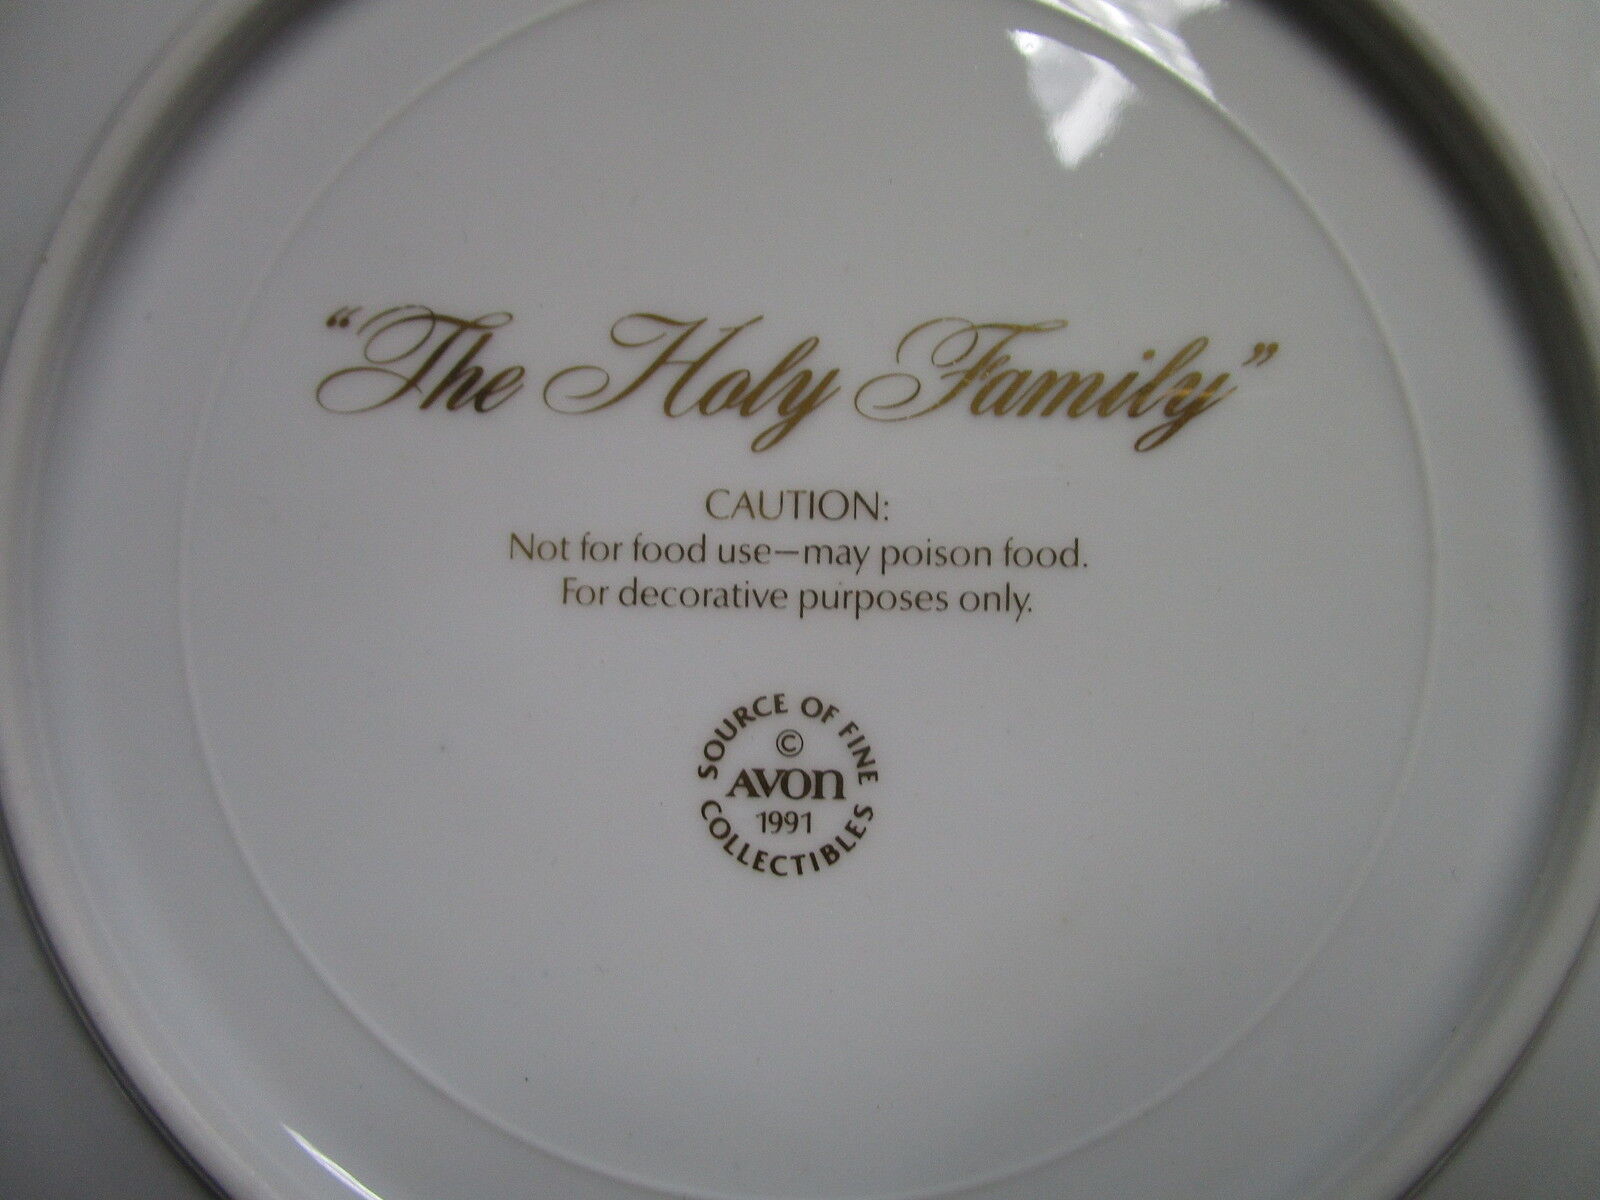 “The Holy Family”
CAUTION:
Not for food use—may poison food.
For decorative purposes only.
SOURCE OF FINE
©
AVON
1991
COLLECTIBLES